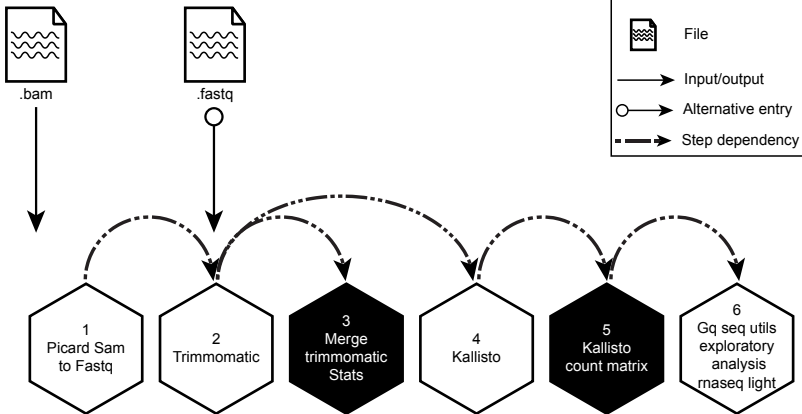 .bam
.fastq
File
Input/output
Alternative entry
Step dependency
1
Picard Sam
to Fastq
2
Trimmomatic
3
Merge
trimmomatic
Stats
4
Kallisto
5
Kallisto
count matrix
6
Gq seq utils
exploratory
analysis
rnaseq light